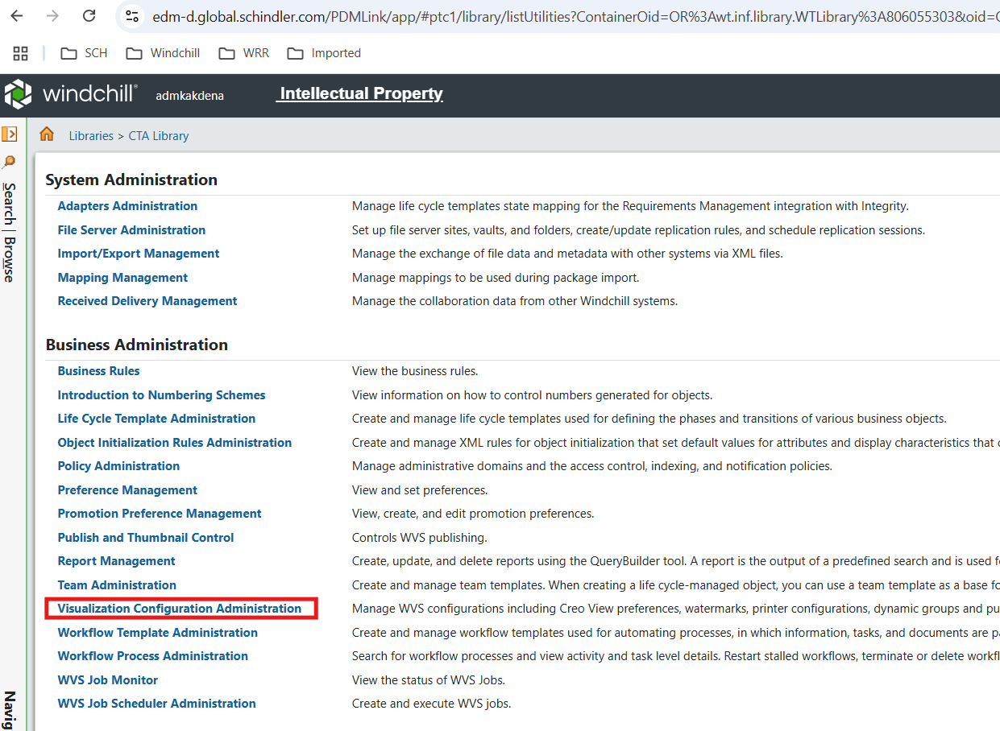 edm-d.global.schindler.com/PDMLink/app/#ptc1/library/listUtilities?ContainerOid=OR%3Awt.inf.library.WTLibrary%3A806055303&oid=
SCH Windchill WRR Imported
windchill® admkakdena Intellectual Property
Libraries > CTA Library
Search | Browse
System Administration
Adapters Administration Manage life cycle templates state mapping for the Requirements Management integration with Integrity.
File Server Administration Set up file server sites, vaults, and folders, create/update replication rules, and schedule replication sessions.
Import/Export Management Manage the exchange of file data and metadata with other systems via XML files.
Mapping Management Manage mappings to be used during package import.
Received Delivery Management Manage the collaboration data from other Windchill systems.
Business Administration
Business Rules View the business rules.
Introduction to Numbering Schemes View information on how to control numbers generated for objects.
Life Cycle Template Administration Create and manage life cycle templates used for defining the phases and transitions of various business objects.
Object Initialization Rules Administration Create and manage XML rules for object initialization that set default values for attributes and display characteristics that
Policy Administration Manage administrative domains and the access control, indexing, and notification policies.
Preference Management View and set preferences.
Promotion Preference Management View, create, and edit promotion preferences.
Publish and Thumbnail Control Controls WVS publishing.
Report Management Create, update, and delete reports using the QueryBuilder tool. A report is the output of a predefined search and is used
Team Administration Create and manage team templates. When creating a life cycle-managed object, you can use a team template as a base
Visualization Configuration Administration Manage WVS configurations including Creo View preferences, watermarks, printer configurations, dynamic groups and pu
Workflow Template Administration Create and manage workflow templates used for automating processes, in which information, tasks, and documents are
Workflow Process Administration Search for workflow processes and view activity and task level details. Restart stalled workflows, terminate or delete workf
WVS Job Monitor View the status of WVS Jobs.
WVS Job Scheduler Administration Create and execute WVS jobs.
Navig